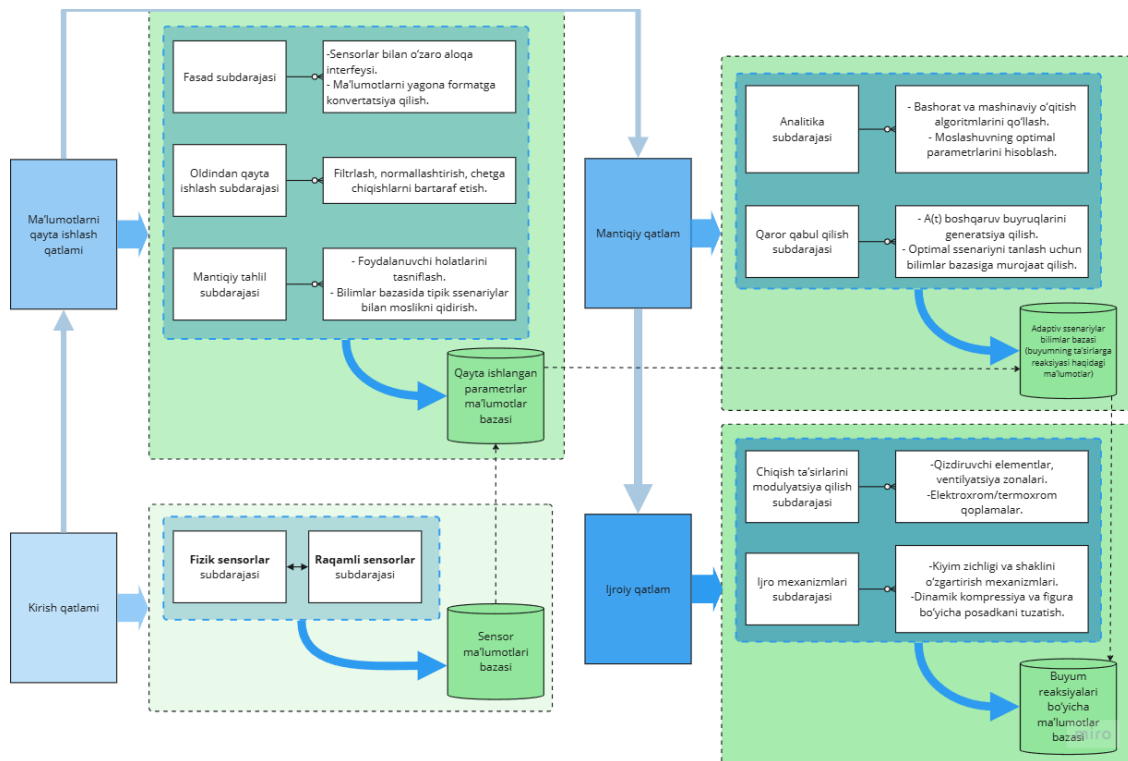 Ma'lumotlarni
qayta ishlash
qatlami
Fasad subdarajasi
-Sensorlar bilan o'zaro aloqa
interfeysi.
- Ma'lumotlarni yagona formatga
konvertatsiya qilish.
Oldindan qayta
ishlash subdarajasi
Filtrlash, normallashtirish, chetga
chiqishlarni bartaraf etish.
Mantiqiy tahlil
subdarajasi
- Foydalanuvchi holatlarini
tasniflash.
- Bilimlar bazasida tipik ssenariylar
bilan moslikni qidirish.
Qayta ishlangan
parametrlar
ma'lumotlar
bazasi
Kirish qatlami
Fizik sensorlar
subdarajasi
Raqamli sensorlar
subdarajasi
Sensor
ma'lumotlari
bazasi
Mantiqiy qatlam
Analitika
subdarajasi
- Bashorat va mashinaviy o'qitish
algoritmlarini qo'llash.
- Moslashuvning optimal
parametrlarini hisoblash.
Qaror qabul qilish
subdarajasi
- A(t) boshqaruv buyruqlarini
generatsiya qilish.
- Optimal ssenariyni tanlash uchun
bilimlar bazasiga murojaat qilish.
Adaptiv ssenariylar
bilimlar bazasi
(buyumning ta'sirlarga
reaksiyasi haqidagi
ma'lumotlar)
Ijroiy qatlam
Chiqish ta'sirlarini
modulyatsiya qilish
subdarajasi
-Qizdiruvchi elementlar,
ventilyatsiya zonalari.
-Elektroxrom/termoxrom
qoplamalar.
Ijro mexanizmlari
subdarajasi
-Kiyim zichligi va shaklini
o'zgartirish mexanizmlari.
-Dinamik kompressiya va figura
bo'yicha posadkani tuzatish.
Buyum
reaksiyalari
bo'yicha
ma'lumotlar
bazasi
miro